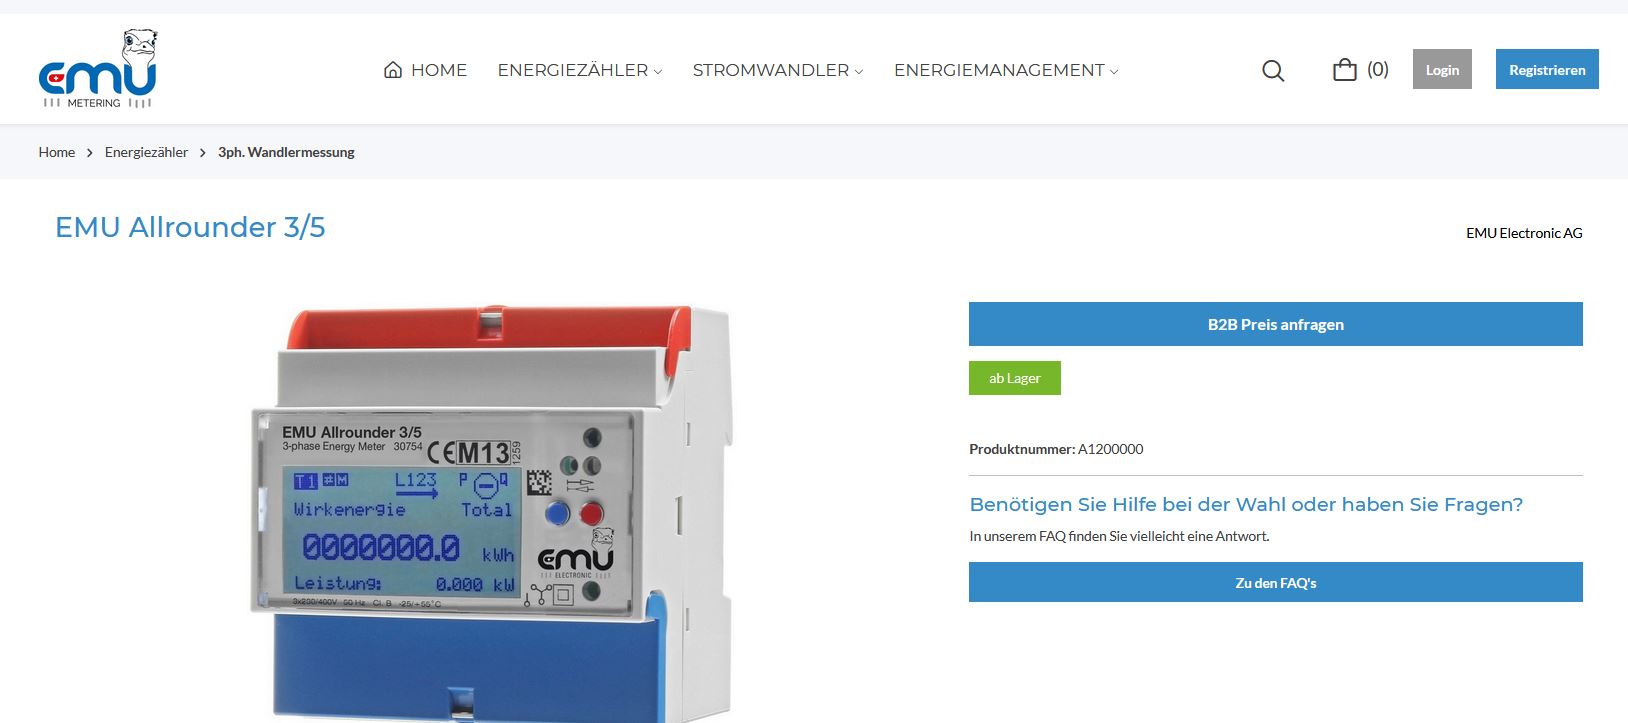 emu
METERING
HOME
ENERGIEZÄHLER
STROMWANDLER
ENERGIEMANAGEMENT
(0)
Login
Registrieren
Home > Energiezähler > 3ph. Wandlermessung
EMU Allrounder 3/5
EMU Electronic AG
B2B Preis anfragen
ab Lager
Produktnummer: A1200000
Benötigen Sie Hilfe bei der Wahl oder haben Sie Fragen?
In unserem FAQ finden Sie vielleicht eine Antwort.
Zu den FAQ's
EMU Allrounder 3/5
3-phase Energy Meter 30754 CE M13 1259
T1 #M L123 P Q
Wirkenergie Total
0000000.0 kWh
Leistung: 0.000 kW
3x230/400V 50 Hz Cl. B -25/+55°C
emu
ELECTRONIC